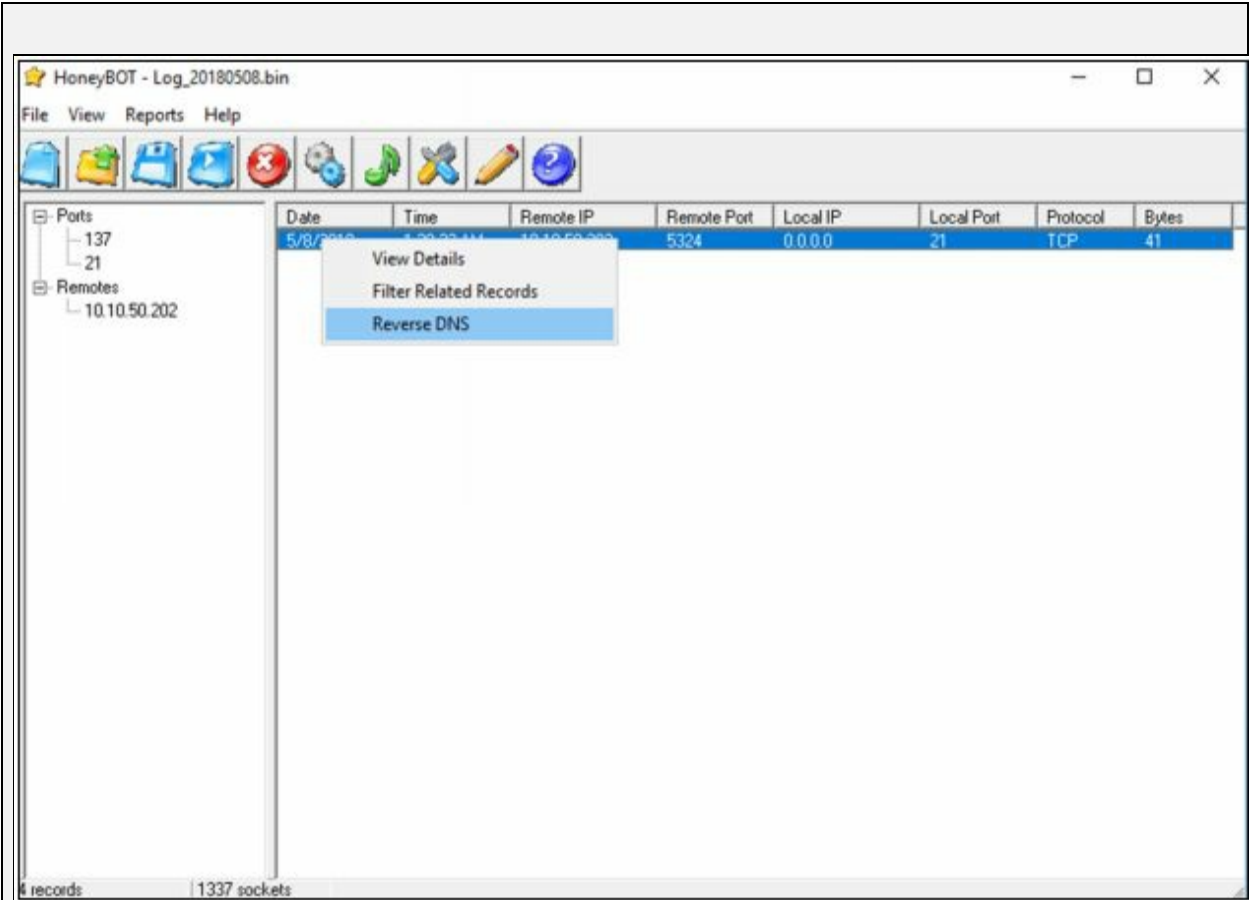 HoneyBOT - Log_20180508.bin
File View Reports Help
Ports
137
21
Remotes
10.10.50.202
Date Time Remote IP Remote Port Local IP Local Port Protocol Bytes
5324 0.0.0.0 21 TCP 41
View Details
Filter Related Records
Reverse DNS
4 records 1337 sockets